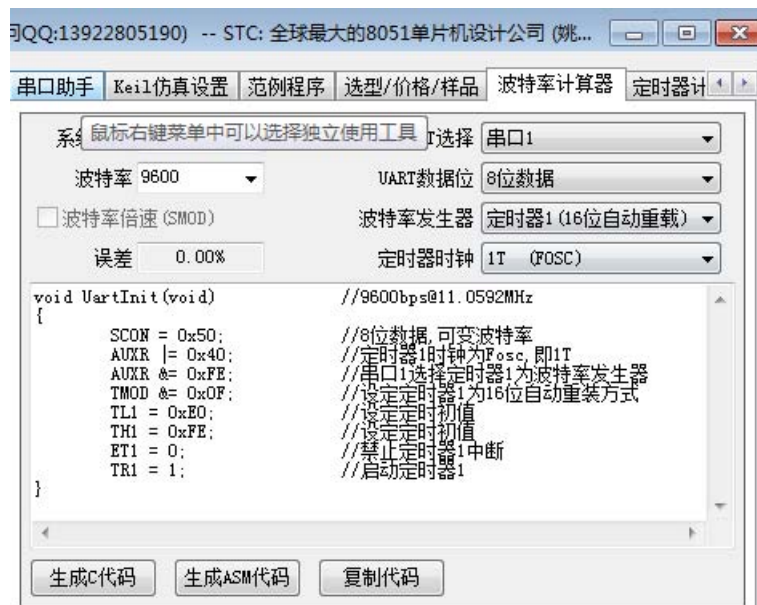 QQ:13922805190) -- STC: 全球最大的8051单片机设计公司 (姚...
串口助手 Keil仿真设置 范例程序 选型/价格/样品 波特率计算器 定时器计
鼠标右键菜单中可以选择独立使用工具 选择 串口1
波特率 9600 UART数据位 8位数据
波特率倍速(SMOD) 波特率发生器 定时器1(16位自动重载)
误差 0.00% 定时器时钟 1T (FOSC)
void UartInit(void) //9600bps@11.0592MHz
{
SCON = 0x50; //8位数据,可变波特率
AUXR |= 0x40; //定时器1时钟为Fosc,即1T
AUXR &= 0xFE; //串口1选择定时器1为波特率发生器
TMOD &= 0x0F; //设定定时器1为16位自动重装方式
TL1 = 0xE0; //设定定时初值
TH1 = 0xFE; //设定定时初值
ET1 = 0; //禁止定时器1中断
TR1 = 1; //启动定时器1
}
生成C代码 生成ASM代码 复制代码